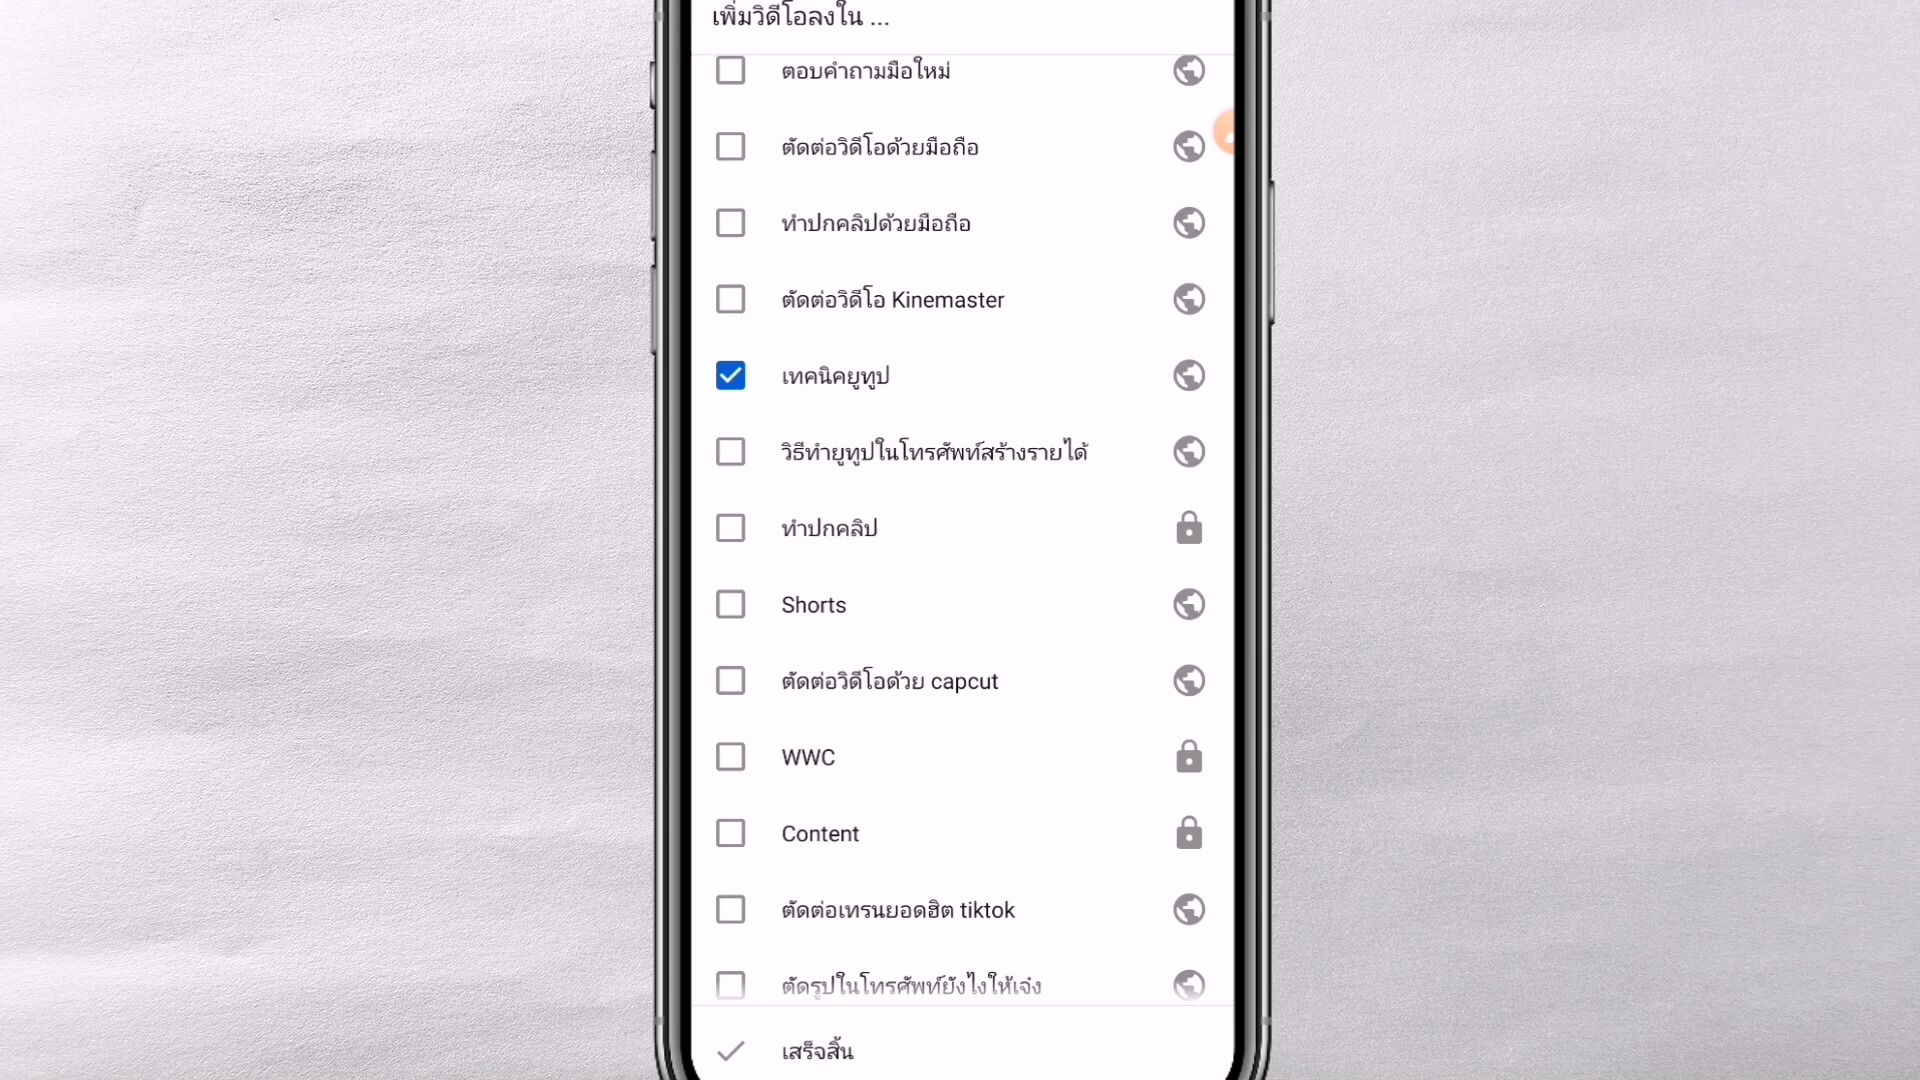 เพิ่มวิดีโอลงใน ...
ตอบคำถามมือใหม่
ตัดต่อวิดีโอด้วยมือถือ
ทำปกคลิปด้วยมือถือ
ตัดต่อวิดีโอ Kinemaster
เทคนิคยูทูป
วิธีทำยูทูปในโทรศัพท์สร้างรายได้
ทำปกคลิป
Shorts
ตัดต่อวิดีโอด้วย capcut
WWC
Content
ตัดต่อเทรนยอดฮิต tiktok
ตัดรูปในโทรศัพท์ยังไงให้เจ๋ง
เสร็จสิ้น